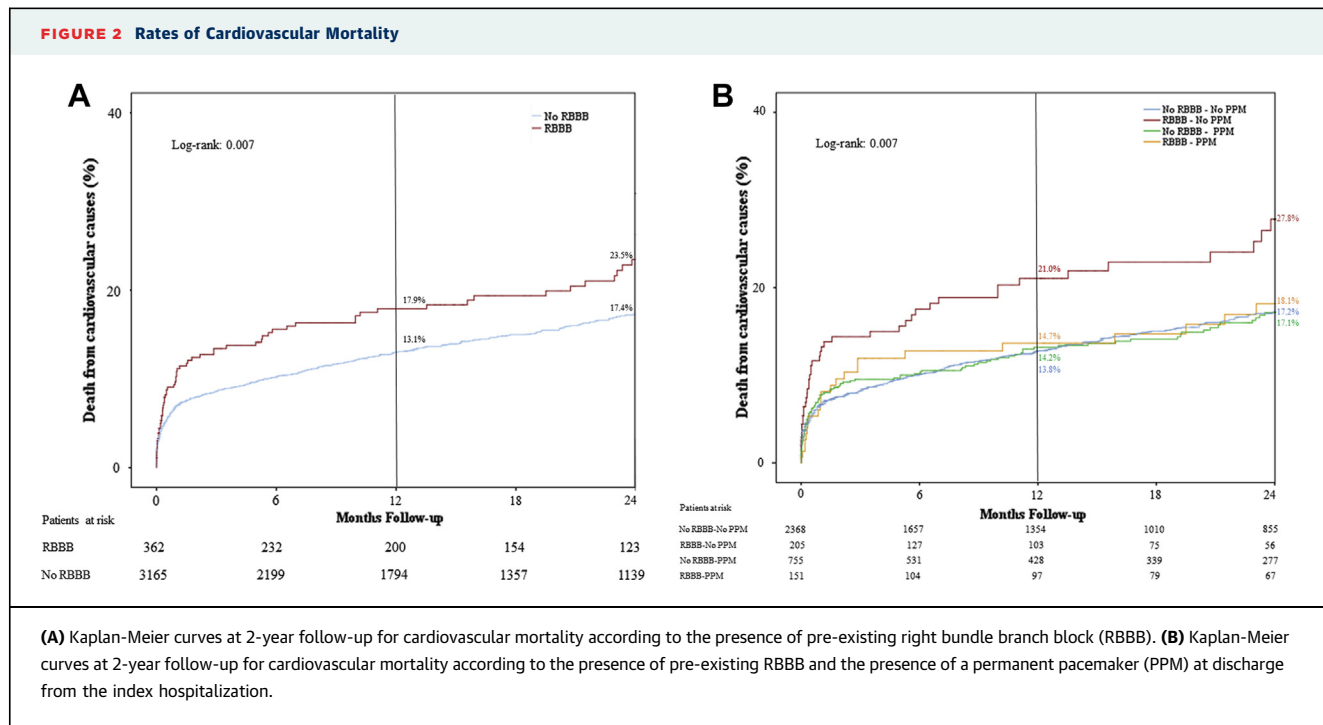 FIGURE 2 Rates of Cardiovascular Mortality
A
40
20
0
Death from cardiovascular causes (%)
Log-rank: 0.007
No RBBB
RBBB
17.9%
13.1%
23.5%
17.4%
0 6 12 18 24
Months Follow-up
Patients at risk
RBBB 362 232 200 154 123
No RBBB 3165 2199 1794 1357 1139
B
40
20
0
Death from cardiovascular causes (%)
Log-rank: 0.007
No RBBB - No PPM
RBBB - No PPM
No RBBB - PPM
RBBB - PPM
21.0%
14.7%
14.2%
13.8%
27.8%
18.1%
17.2%
17.1%
0 6 12 18 24
Months Follow-up
Patients at risk
No RBBB-No PPM 2368 1657 1354 1010 855
RBBB-No PPM 205 127 103 75 56
No RBBB-PPM 755 531 428 339 277
RBBB-PPM 151 104 97 79 67
(A) Kaplan-Meier curves at 2-year follow-up for cardiovascular mortality according to the presence of pre-existing right bundle branch block (RBBB). (B) Kaplan-Meier
curves at 2-year follow-up for cardiovascular mortality according to the presence of pre-existing RBBB and the presence of a permanent pacemaker (PPM) at discharge
from the index hospitalization.